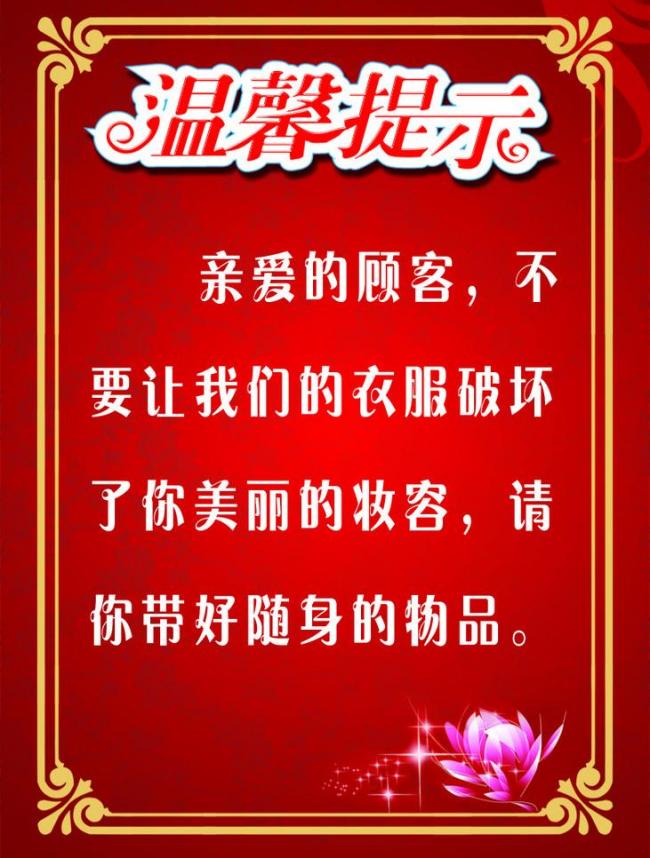 温馨提示
亲爱的顾客，不
要让我们的衣服破坏
了你美丽的妆客，请
你带好随身的物品。